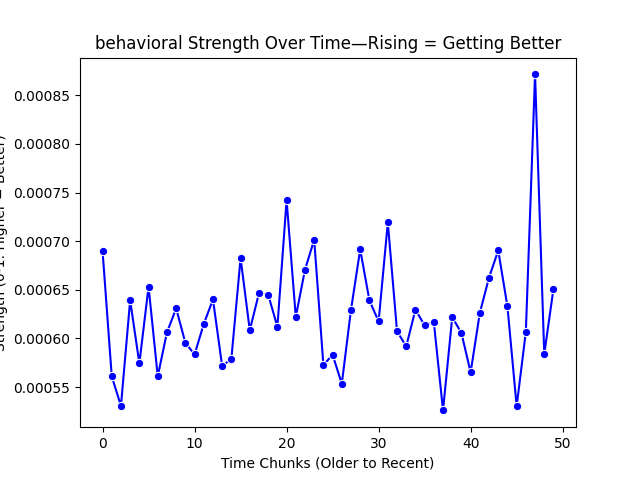 behavioral Strength Over Time—Rising = Getting Better
0.00085
0.00080
0.00075
0.00070
0.00065
0.00060
0.00055
Strength (0-1: Higher = Better)
0 10 20 30 40 50
Time Chunks (Older to Recent)